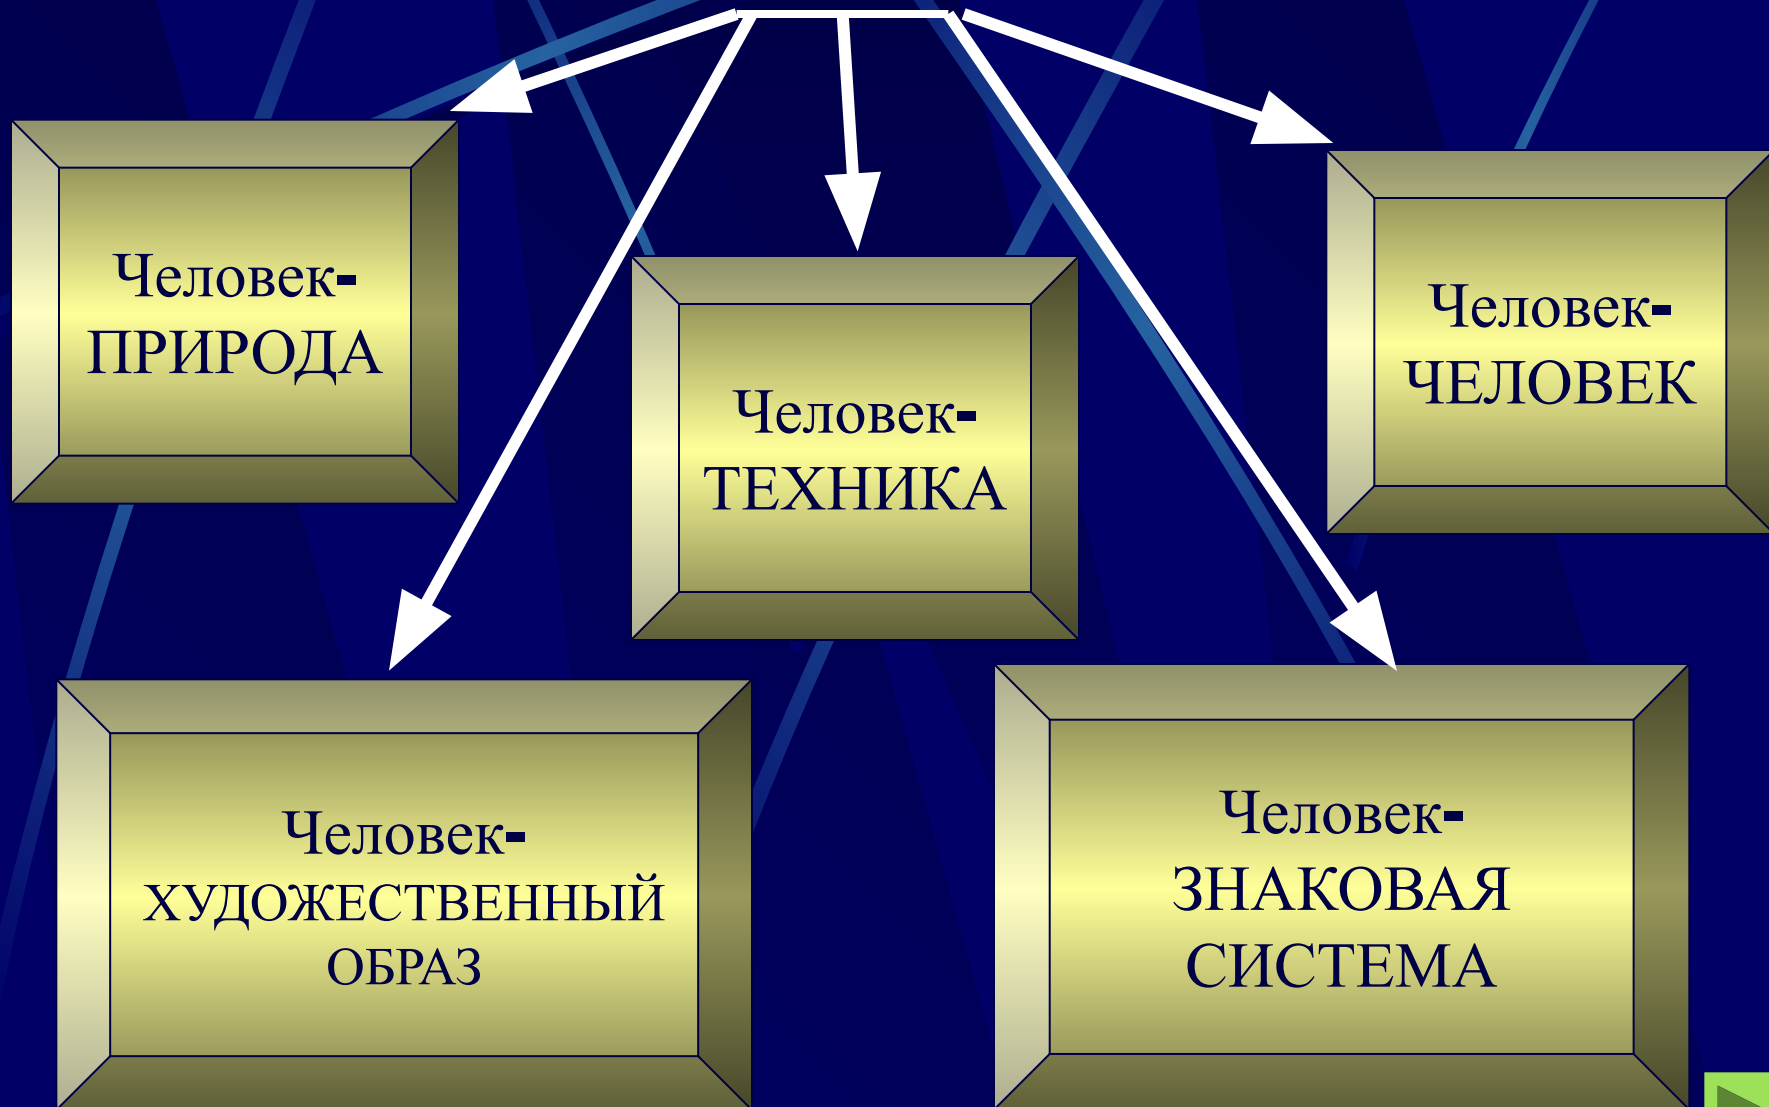 Человек-
ПРИРОДА
Человек-
ТЕХНИКА
Человек-
ЧЕЛОВЕК
Человек-
ХУДОЖЕСТВЕННЫЙ
ОБРАЗ
Человек-
ЗНАКОВАЯ
СИСТЕМА